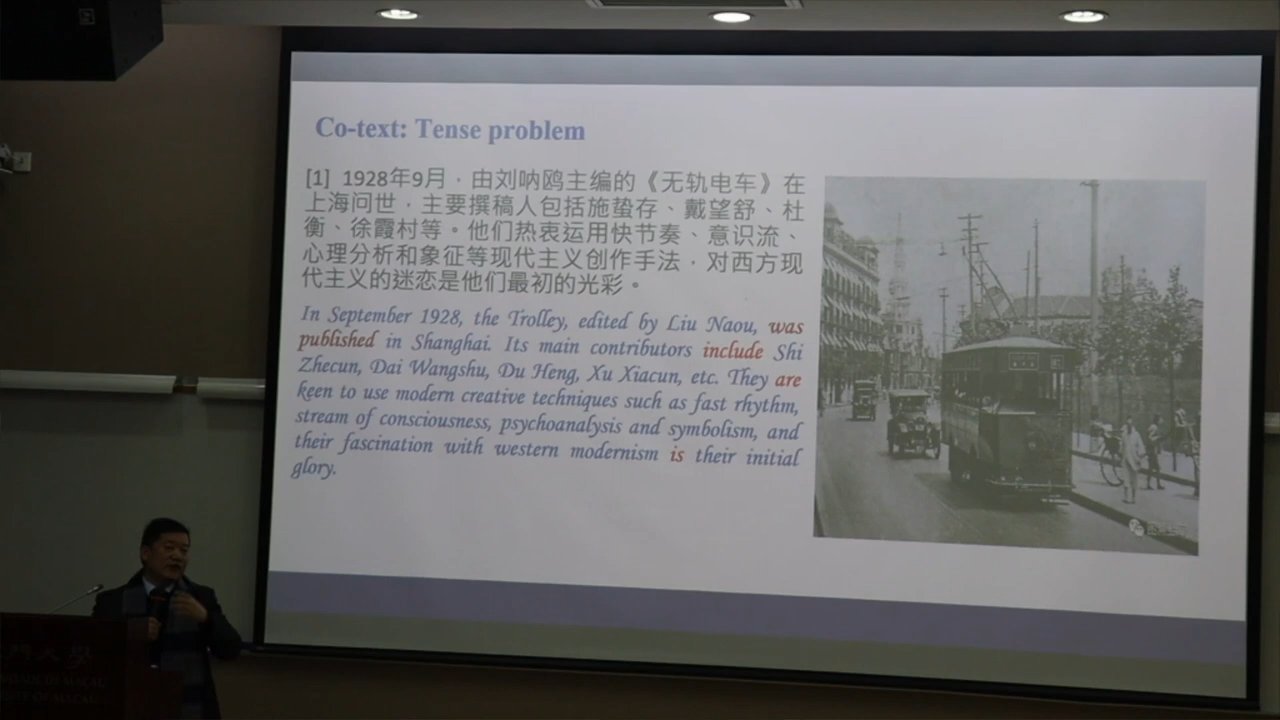 Co-text: Tense problem
[1] 1928年9月，由刘呐鸥主编的《无轨电车》在
上海问世，主要撰稿人包括施蛰存、戴望舒、杜
衡、徐霞村等。他们热衷运用快节奏、意识流、
心理分析和象征等现代主义创作手法，对西方现
代主义的迷恋是他们最初的光彩。
In September 1928, the Trolley, edited by Liu Naou, was
published in Shanghai. Its main contributors include Shi
Zhecun, Dai Wangshu, Du Heng, Xu Xiacun, etc. They are
keen to use modern creative techniques such as fast rhythm,
stream of consciousness, psychoanalysis and symbolism, and
their fascination with western modernism is their initial
glory.
大學